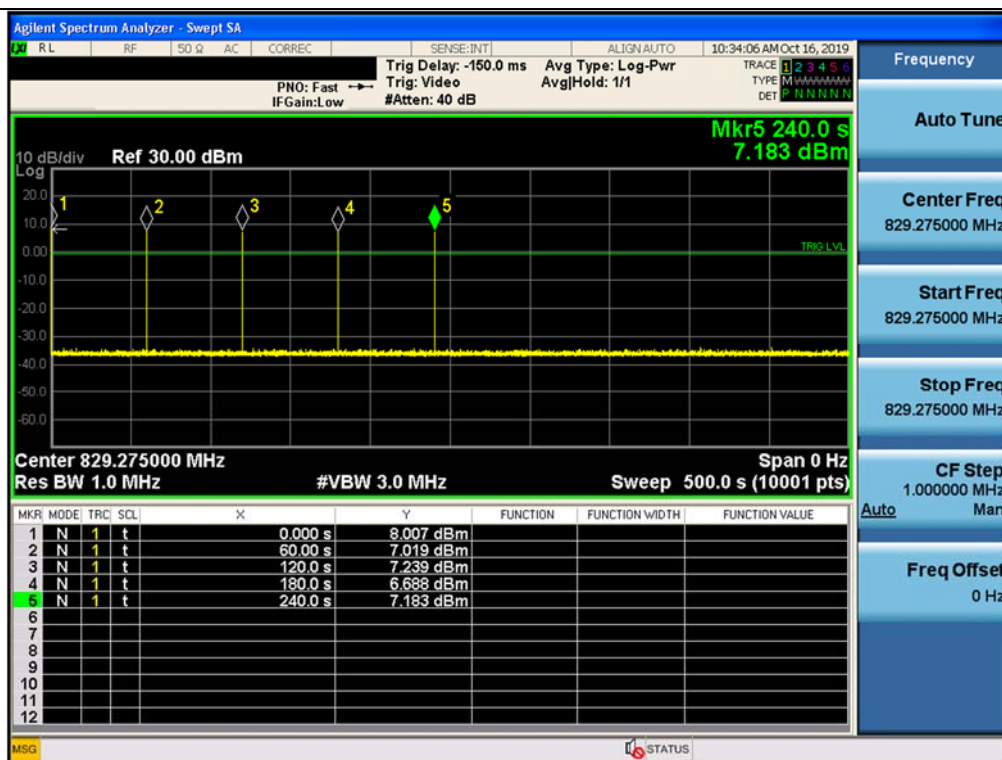 Agilent Spectrum Analyzer - Swept SA
LXI RL RF 50 Ω AC CORREC SENSE:INT ALIGN AUTO 10:34:06 AM Oct 16, 2019
PNO: Fast
IFGain:Low
Trig Delay: -150.0 ms
Trig: Video
#Atten: 40 dB
Avg Type: Log-Pwr
Avg|Hold: 1/1
TRACE 1 2 3 4 5 6
TYPE M WWWWW
DET P N N N N N
Mkr5 240.0 s
7.183 dBm
10 dB/div Ref 30.00 dBm
Log
20.0
10.0
0.00
-10.0
-20.0
-30.0
-40.0
-50.0
-60.0
1 2 3 4 5
TRIG LVL
Center 829.275000 MHz Span 0 Hz
Res BW 1.0 MHz #VBW 3.0 MHz Sweep 500.0 s (10001 pts)
MKR MODE TRC SCL X Y FUNCTION FUNCTION WIDTH FUNCTION VALUE
1 N 1 t 0.000 s 8.007 dBm
2 N 1 t 60.00 s 7.019 dBm
3 N 1 t 120.0 s 7.239 dBm
4 N 1 t 180.0 s 6.688 dBm
5 N 1 t 240.0 s 7.183 dBm
6
7
8
9
10
11
12
MSG STATUS
Frequency
Auto Tune
Center Freq
829.275000 MHz
Start Freq
829.275000 MHz
Stop Freq
829.275000 MHz
CF Step
1.000000 MHz
Auto Man
Freq Offset
0 Hz